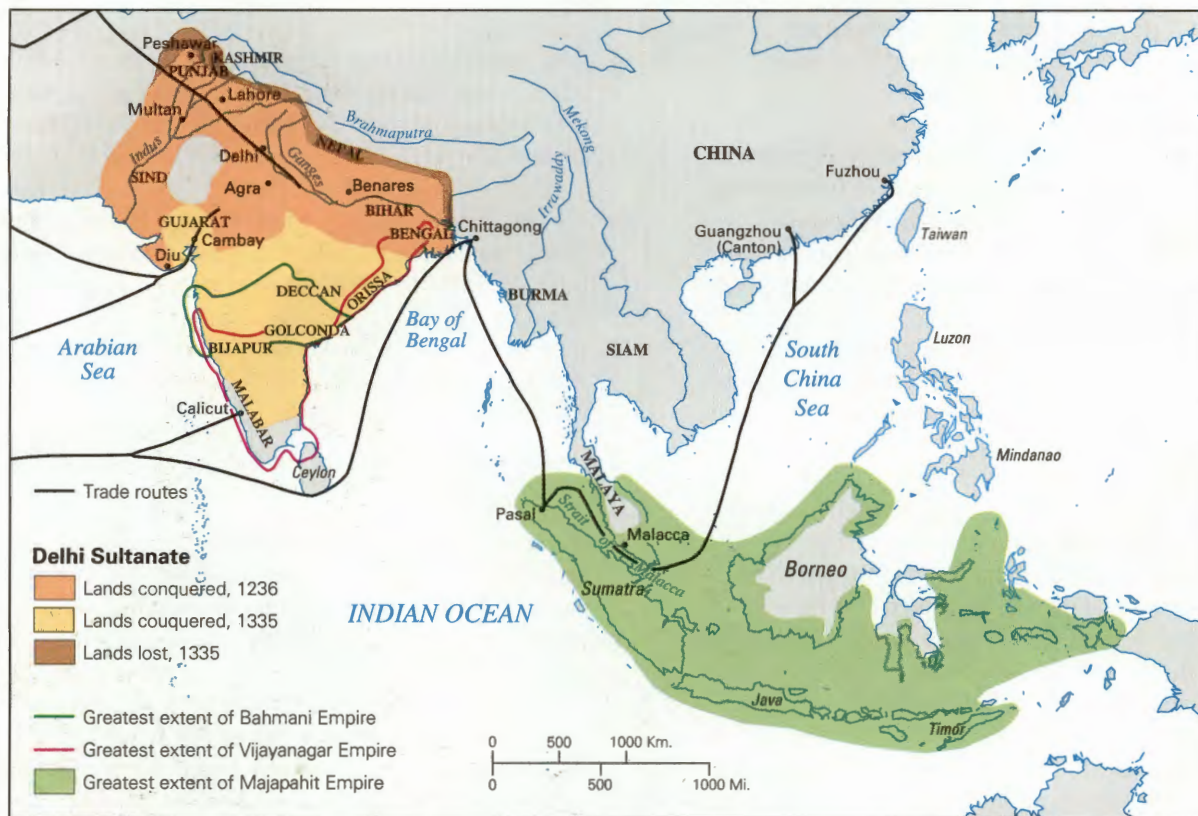 Peshawar
KASHMIR
PUNJAB
Lahore
Multan
Brahmaputra
Mekong
Indus
Delhi
Ganges
NEPAL
CHINA
Irrawaddy
Fuzhou
SIND
Agra
Benares
BIHAR
GUJARAT
Cambay
BENGAL
Chittagong
Guangzhou
(Canton)
Taiwan
Diu
DECCAN
ORISSA
BURMA
GOLCONDA
Bay of
Bengal
Arabian
Sea
BIJAPUR
SIAM
South
China
Sea
Luzon
Calicut
MALABAR
Ceylon
MALAYA
Mindanao
Trade routes
Pasai
Strait
of
Malacca
Malacca
Delhi Sultanate
Lands conquered, 1236
Lands couquered, 1335
Lands lost, 1335
Sumatra
Borneo
INDIAN OCEAN
Java
Timor
Greatest extent of Bahmani Empire
Greatest extent of Vijayanagar Empire
Greatest extent of Majapahit Empire
0 500 1000 Km.
0 500 1000 Mi.